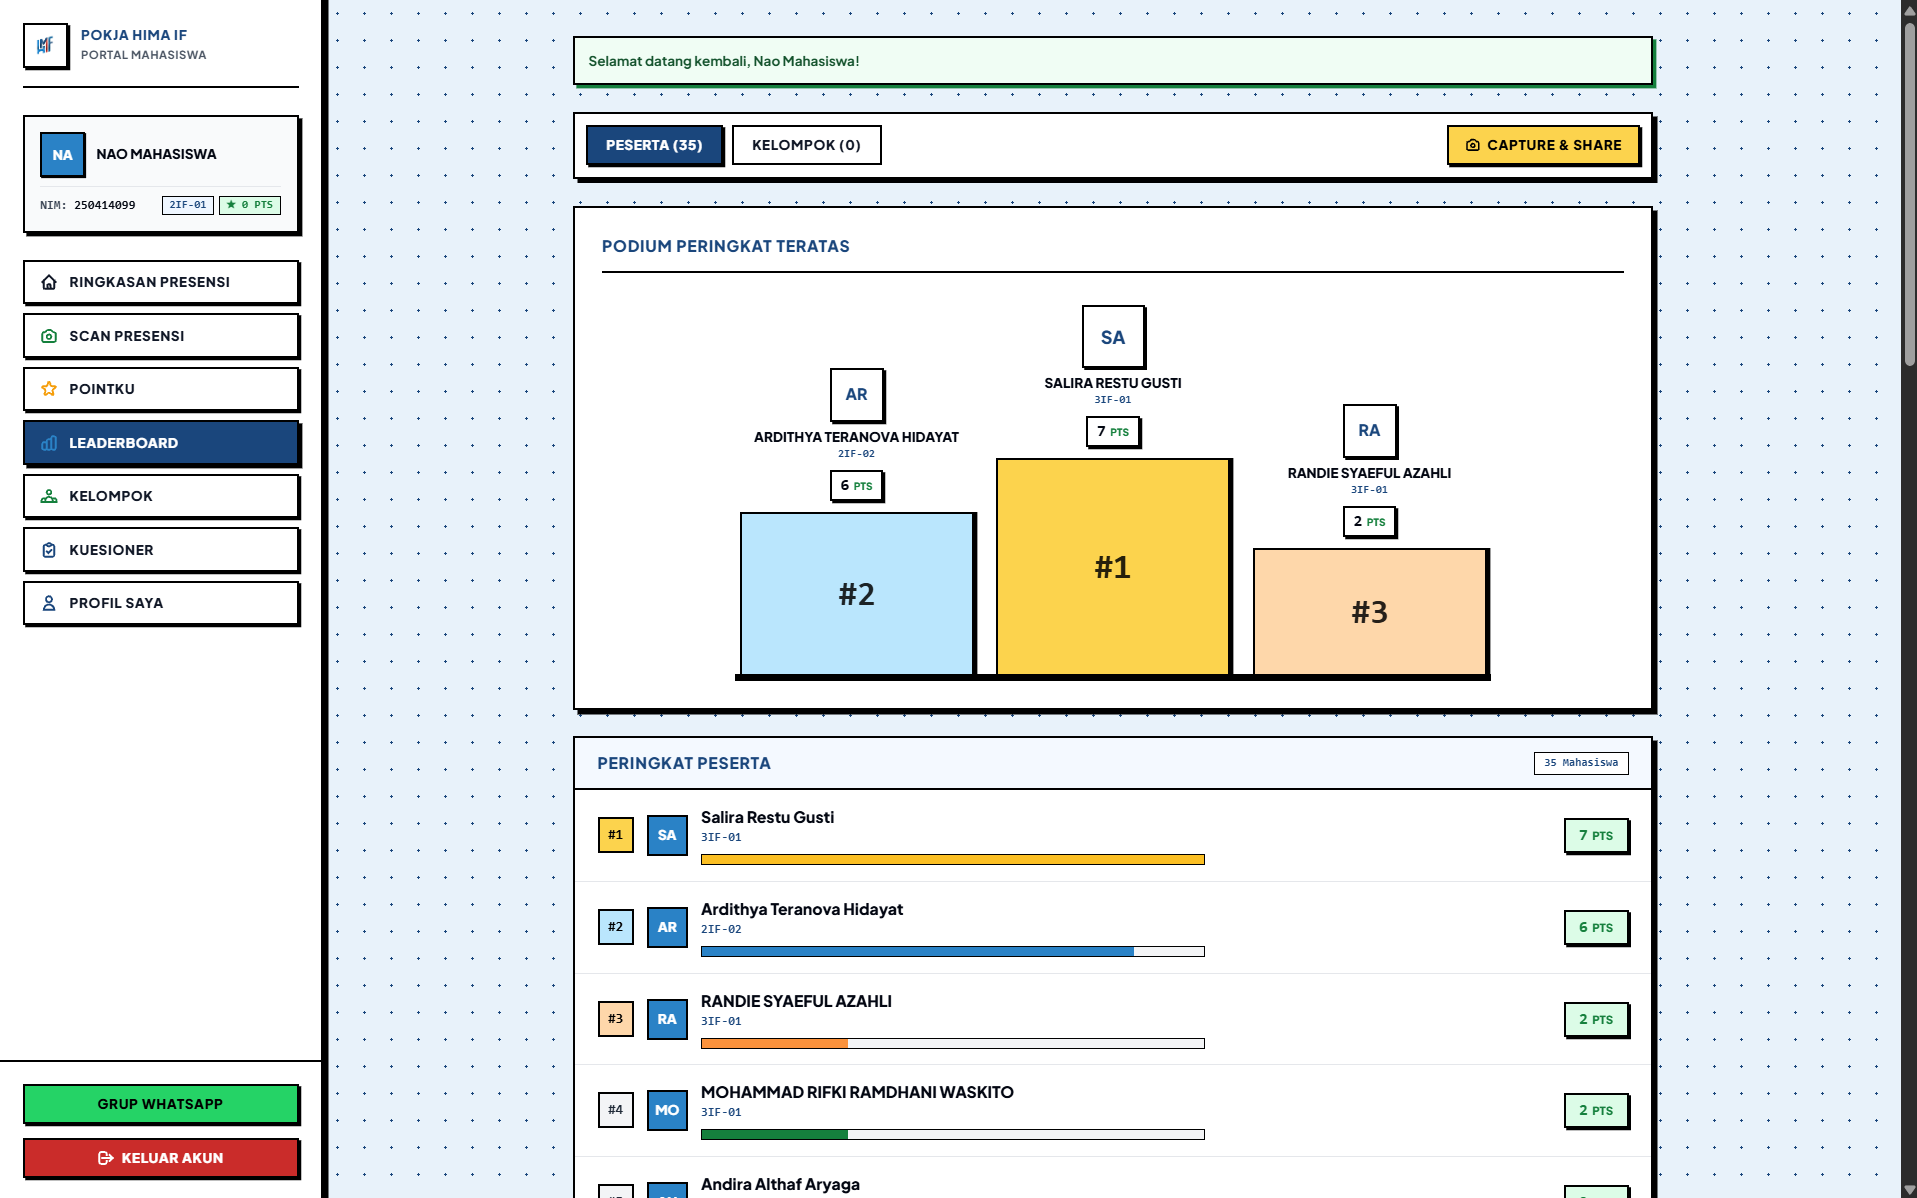 POKJA HIMA IF
PORTAL MAHASISWA
NA
NAO MAHASISWA
NIM: 250414099
2IF-01
★ 0 PTS
RINGKASAN PRESENSI
SCAN PRESENSI
POINTKU
LEADERBOARD
KELOMPOK
KUESIONER
PROFIL SAYA
GRUP WHATSAPP
KELUAR AKUN
Selamat datang kembali, Nao Mahasiswa!
PESERTA (35)
KELOMPOK (0)
CAPTURE & SHARE
PODIUM PERINGKAT TERATAS
AR
ARDITHYA TERANOVA HIDAYAT
2IF-02
6 PTS
#2
SA
SALIRA RESTU GUSTI
3IF-01
7 PTS
#1
RA
RANDIE SYAEFUL AZAHLI
3IF-01
2 PTS
#3
PERINGKAT PESERTA
35 Mahasiswa
#1
SA
Salira Restu Gusti
3IF-01
7 PTS
#2
AR
Ardithya Teranova Hidayat
2IF-02
6 PTS
#3
RA
RANDIE SYAEFUL AZAHLI
3IF-01
2 PTS
#4
MO
MOHAMMAD RIFKI RAMDHANI WASKITO
3IF-01
2 PTS
Andira Althaf Aryaga